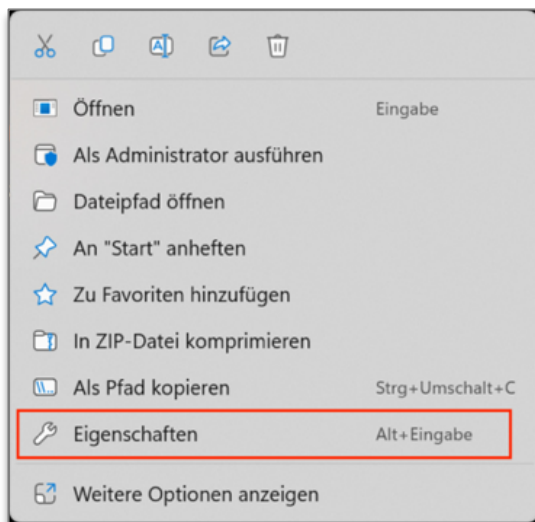 Öffnen Eingabe
Als Administrator ausführen
Dateipfad öffnen
An "Start" anheften
Zu Favoriten hinzufügen
In ZIP-Datei komprimieren
Als Pfad kopieren Strg+Umschalt+C
Eigenschaften Alt+Eingabe
Weitere Optionen anzeigen